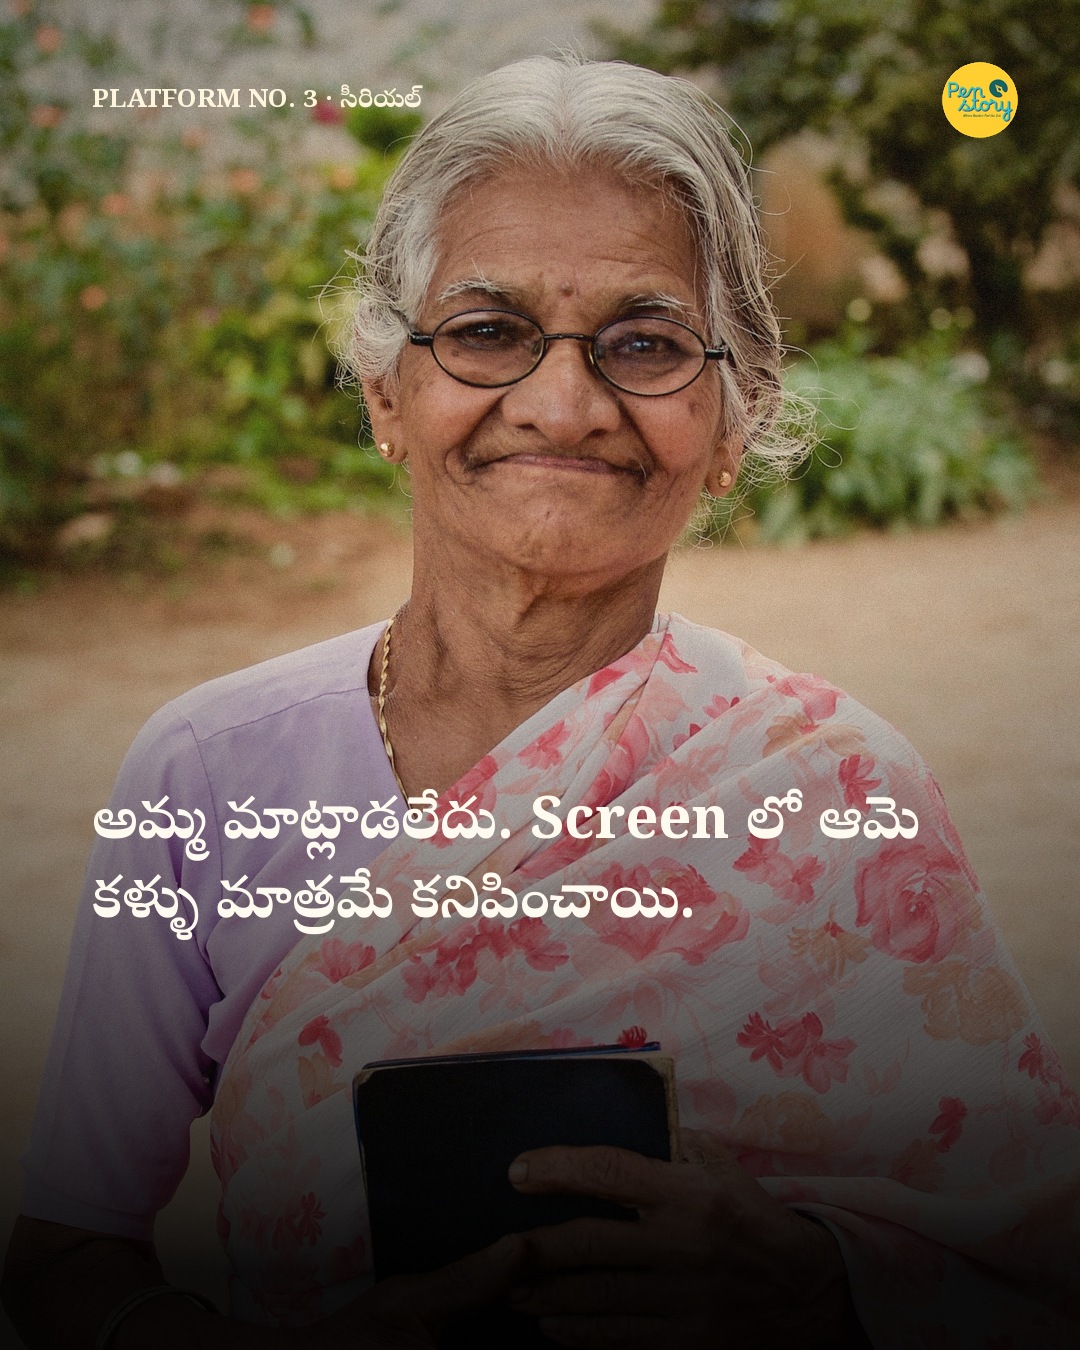 PLATFORM NO. 3 · సీరియల్
Pen
story
అమ్మ మాట్లాడలేదు. Screen లో ఆమె
కళ్ళు మాత్రమే కనిపించాయి.